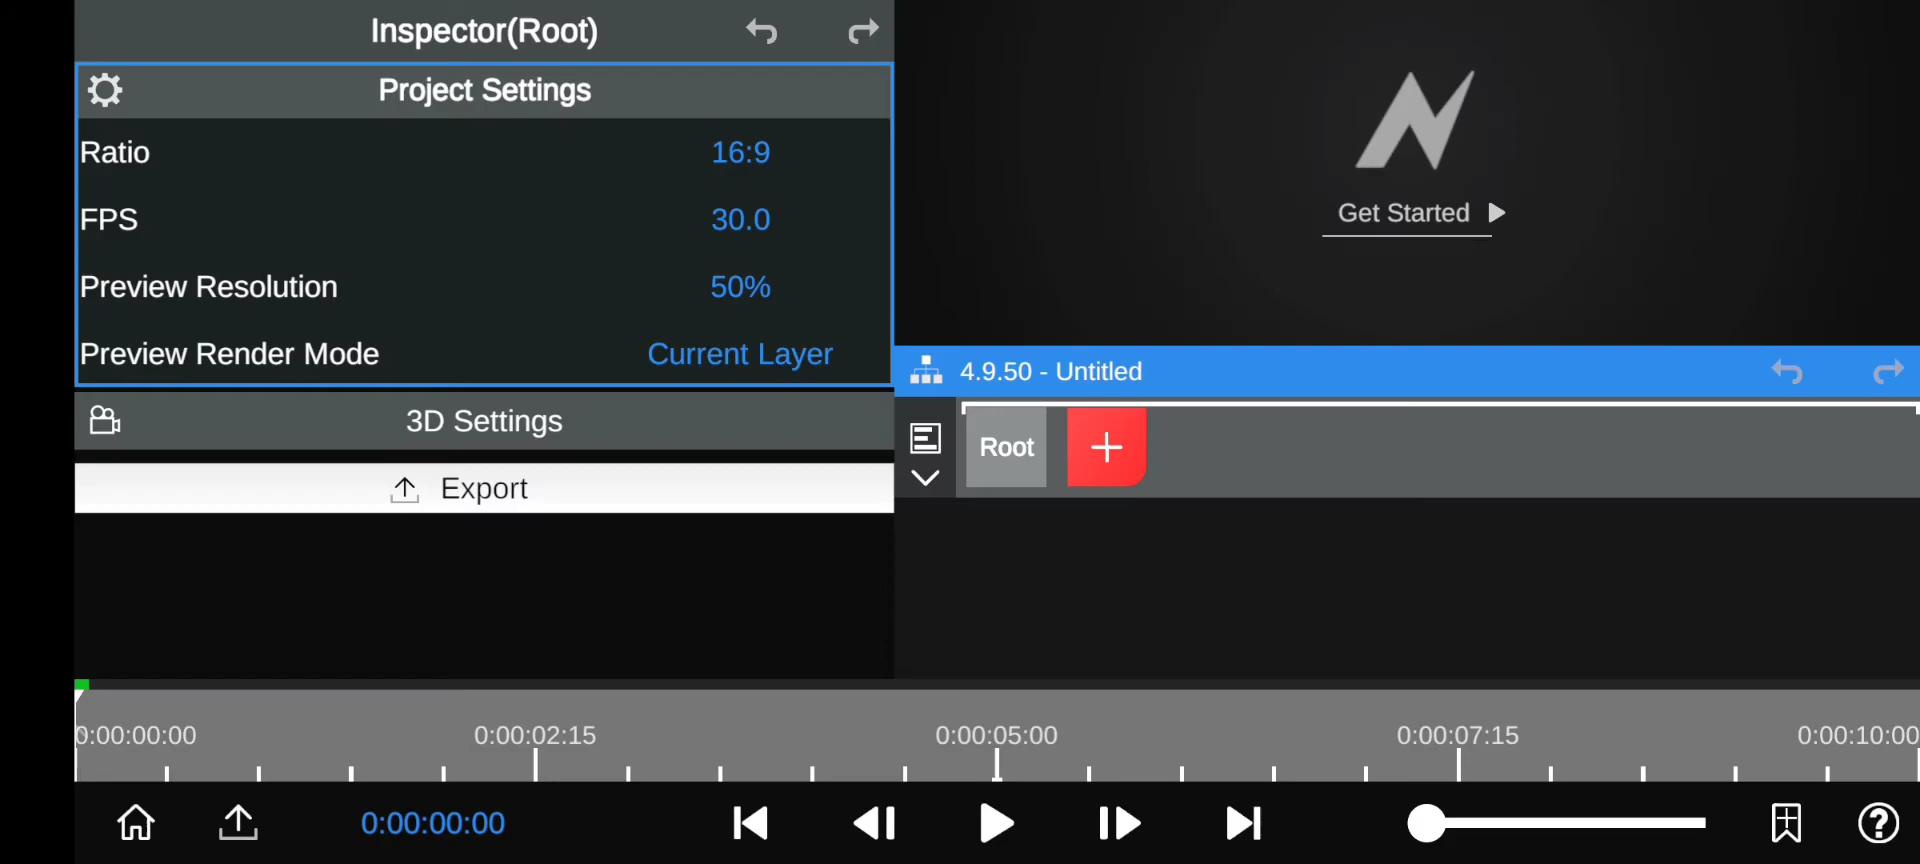 Inspector(Root)
Project Settings
Ratio 16:9
FPS 30.0
Preview Resolution 50%
Preview Render Mode Current Layer
3D Settings
Export
Get Started
4.9.50 - Untitled
Root
0:00:00:00 0:00:02:15 0:00:05:00 0:00:07:15 0:00:10:00
0:00:00:00